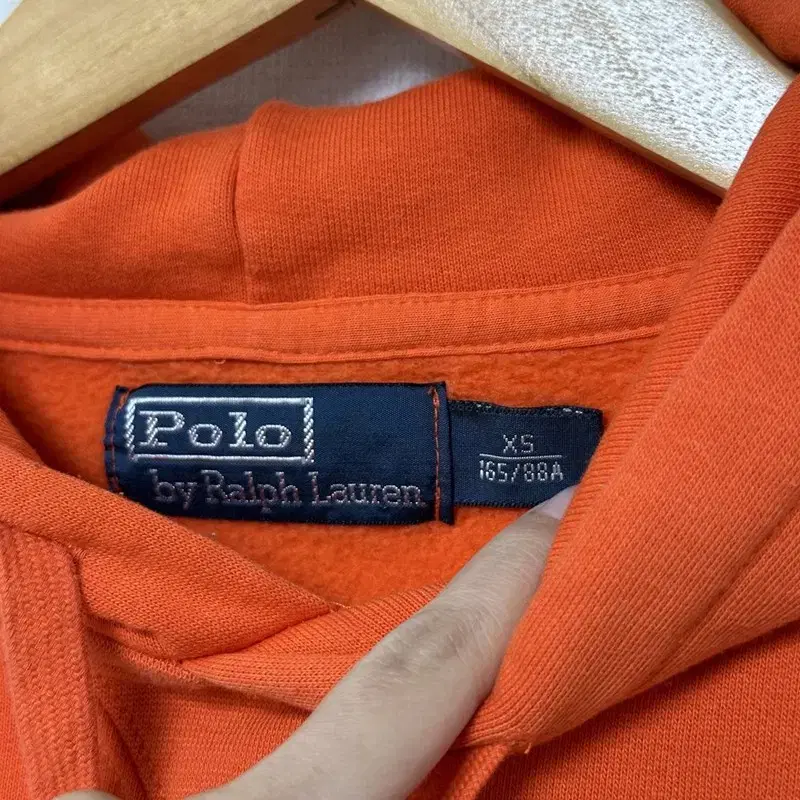 Polo
by Ralph Lauren
XS
165/88A